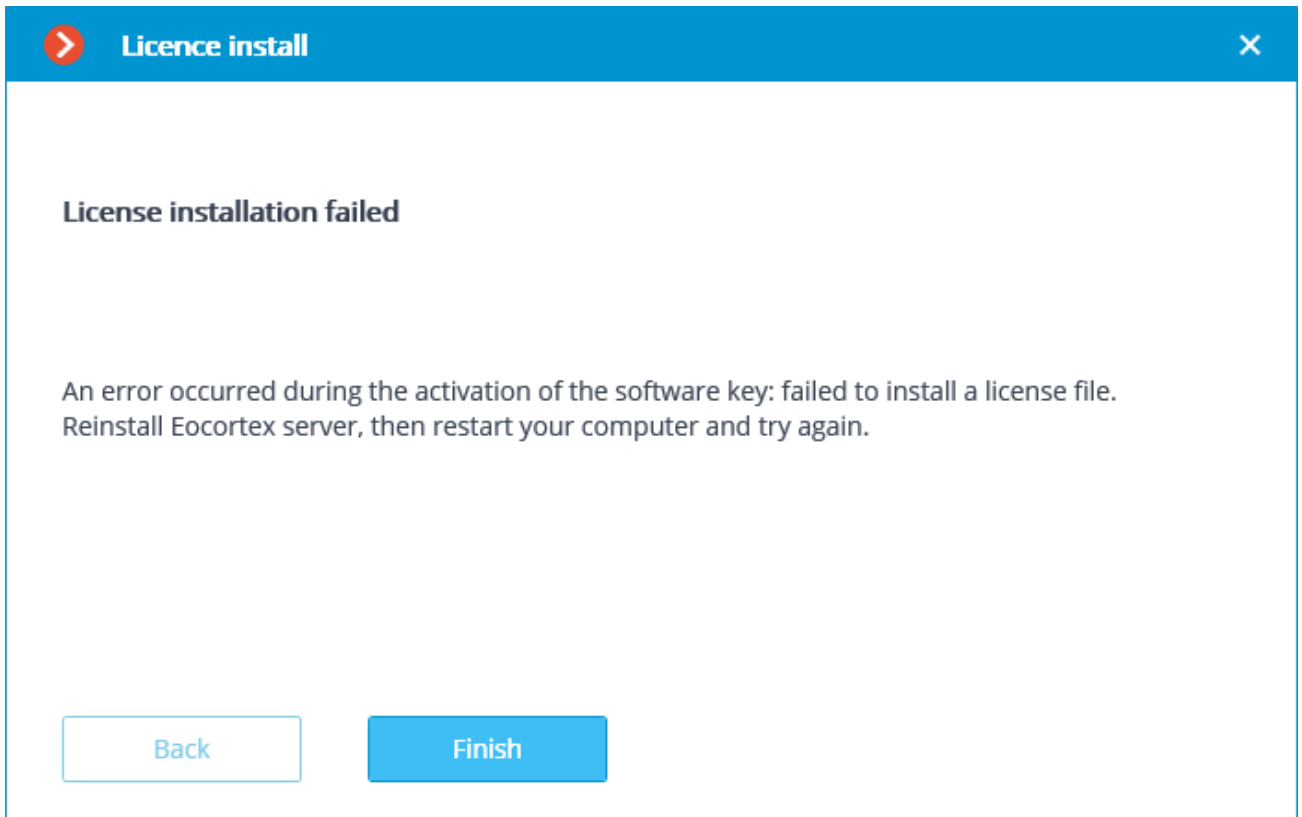 Licence install
License installation failed
An error occurred during the activation of the software key: failed to install a license file.
Reinstall Eocortex server, then restart your computer and try again.
Back
Finish